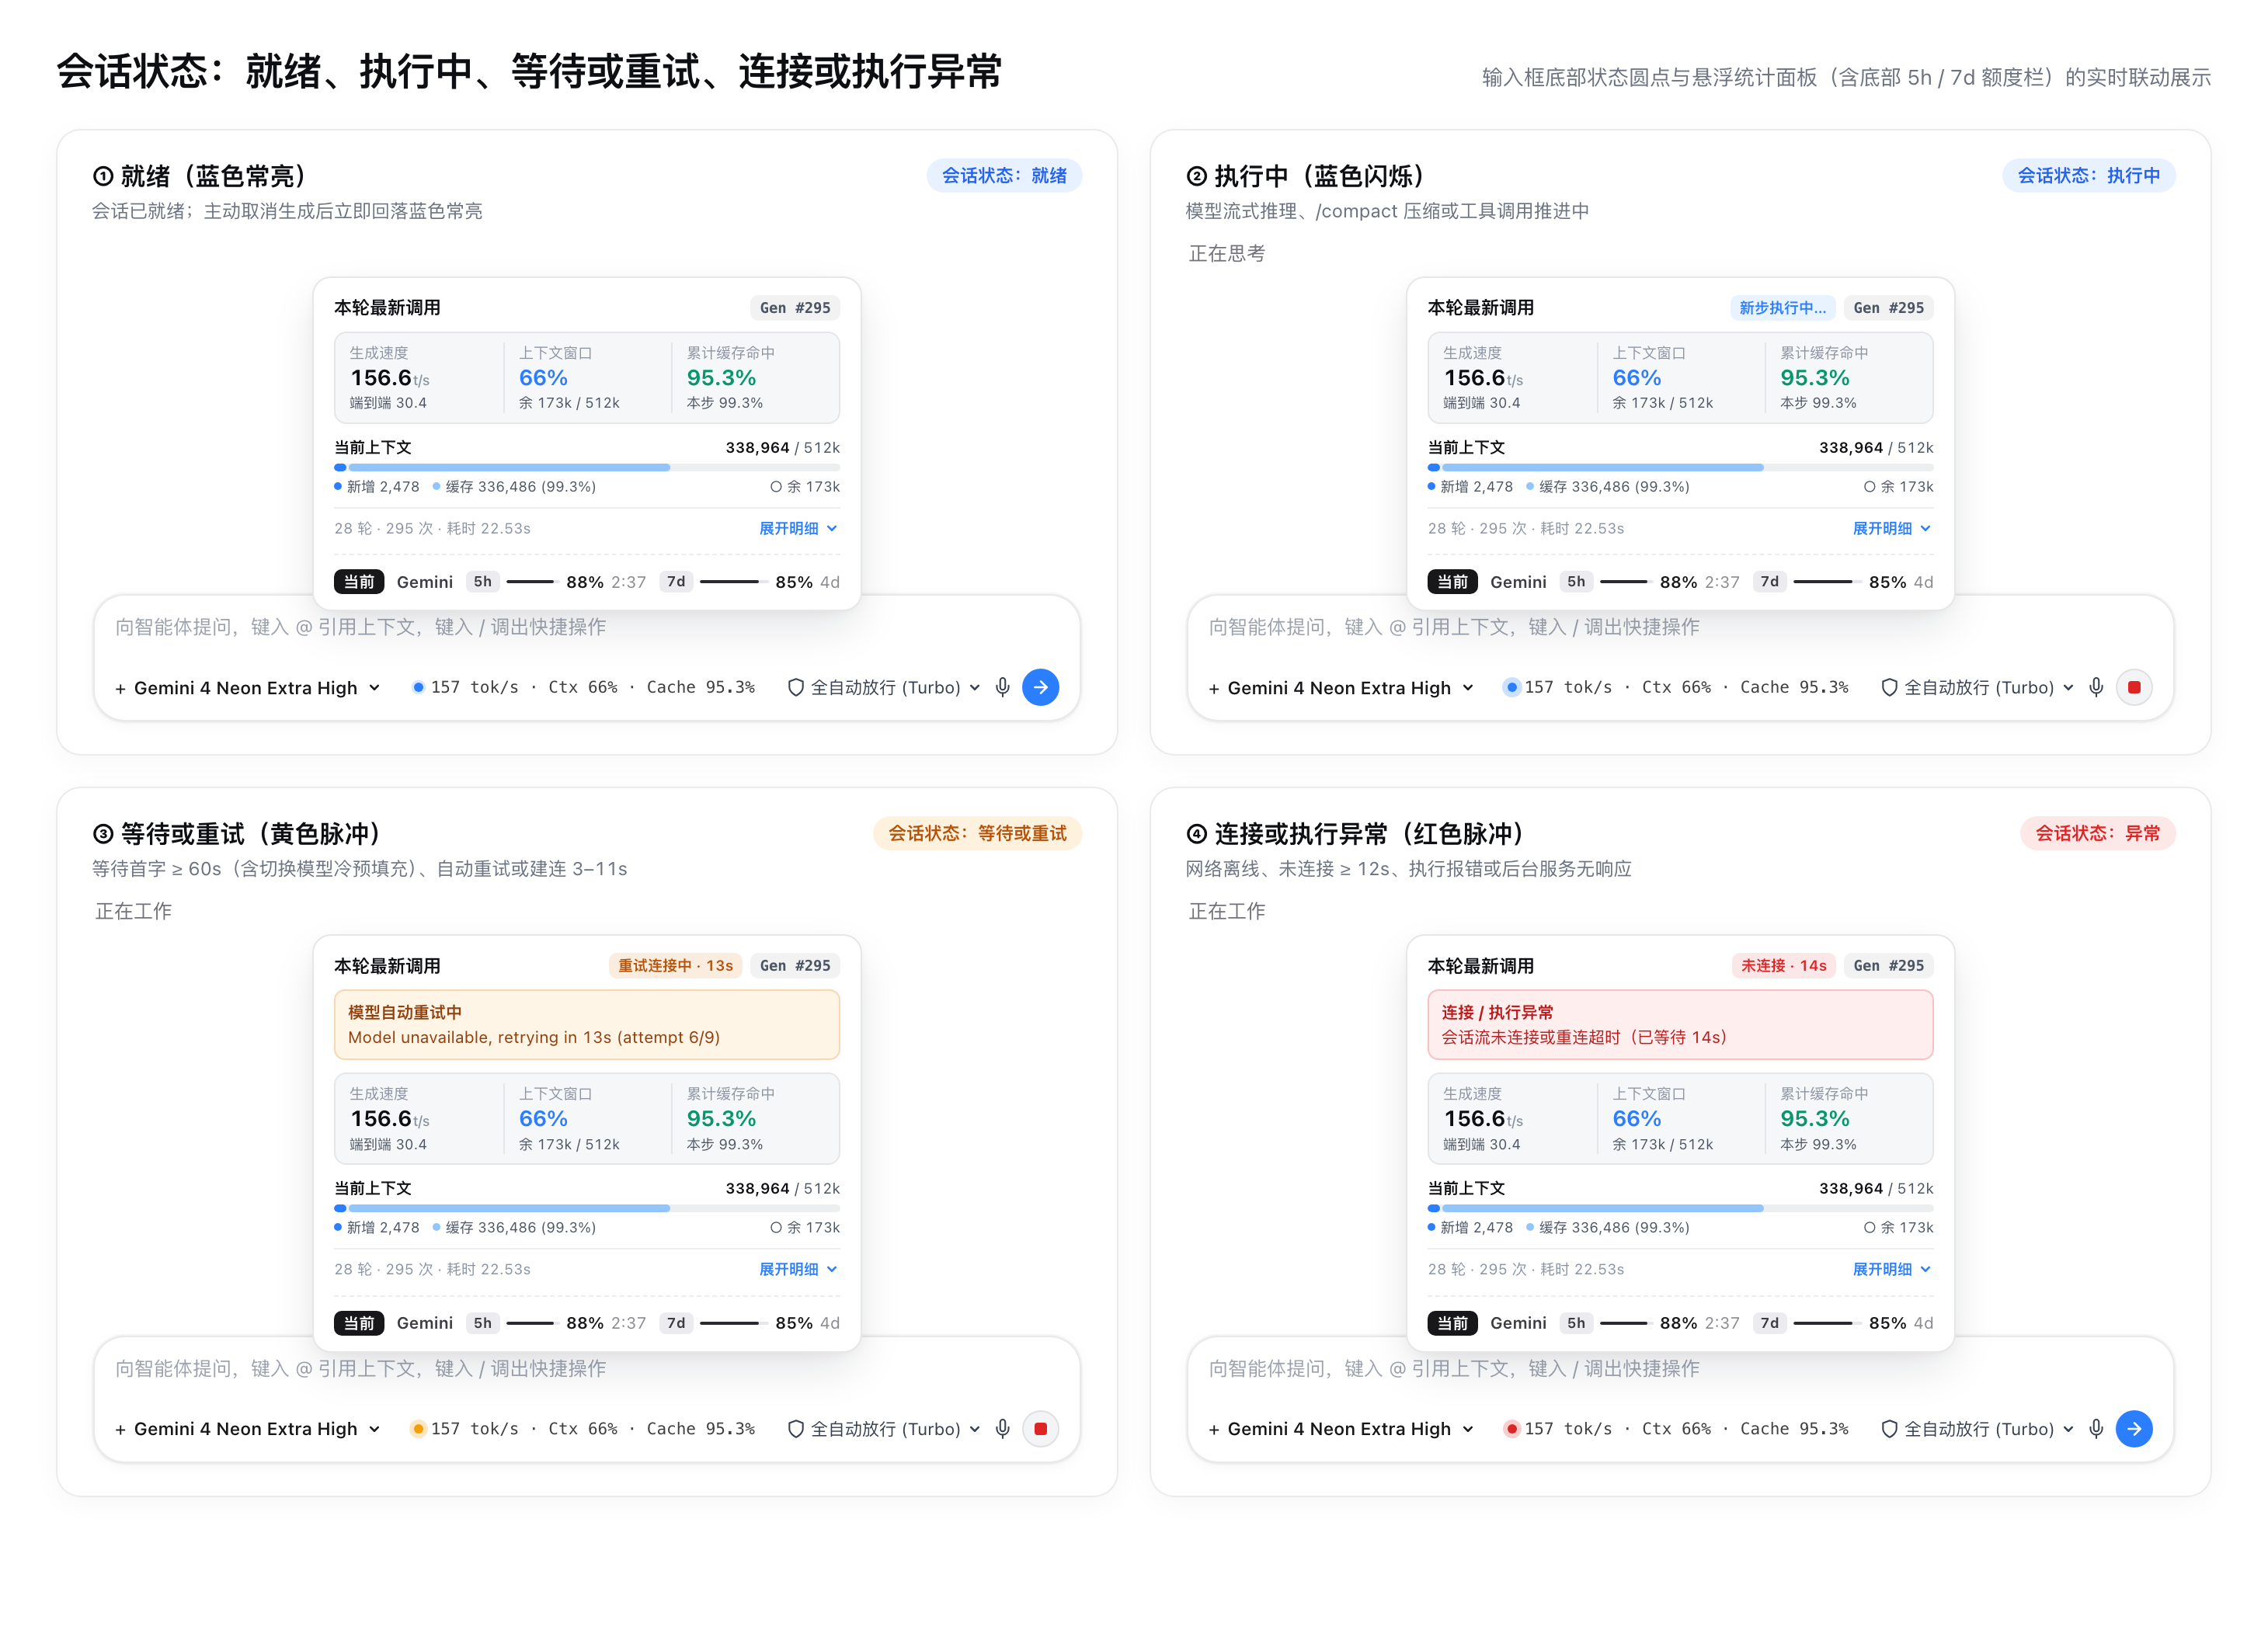 会话状态：就绪、执行中、等待或重试、连接或执行异常
输入框底部状态圆点与悬浮统计面板（含底部 5h / 7d 额度栏）的实时联动展示
① 就绪（蓝色常亮）
会话状态：就绪
会话已就绪；主动取消生成后立即回落蓝色常亮
本轮最新调用
Gen #295
生成速度 上下文窗口 累计缓存命中
156.6t/s 66% 95.3%
端到端 30.4 余 173k / 512k 本步 99.3%
当前上下文 338,964 / 512k
新增 2,478 缓存 336,486 (99.3%) 余 173k
28 轮 · 295 次 · 耗时 22.53s 展开明细
当前 Gemini 5h 88% 2:37 7d 85% 4d
向智能体提问，键入 @ 引用上下文，键入 / 调出快捷操作
+ Gemini 4 Neon Extra High 157 tok/s · Ctx 66% · Cache 95.3% 全自动放行 (Turbo)
② 执行中（蓝色闪烁）
会话状态：执行中
模型流式推理、/compact 压缩或工具调用推进中
正在思考
本轮最新调用
新步执行中... Gen #295
生成速度 上下文窗口 累计缓存命中
156.6t/s 66% 95.3%
端到端 30.4 余 173k / 512k 本步 99.3%
当前上下文 338,964 / 512k
新增 2,478 缓存 336,486 (99.3%) 余 173k
28 轮 · 295 次 · 耗时 22.53s 展开明细
当前 Gemini 5h 88% 2:37 7d 85% 4d
向智能体提问，键入 @ 引用上下文，键入 / 调出快捷操作
+ Gemini 4 Neon Extra High 157 tok/s · Ctx 66% · Cache 95.3% 全自动放行 (Turbo)
③ 等待或重试（黄色脉冲）
会话状态：等待或重试
等待首字 ≥ 60s（含切换模型冷预填充）、自动重试或建连 3–11s
正在工作
本轮最新调用
重试连接中 · 13s Gen #295
模型自动重试中
Model unavailable, retrying in 13s (attempt 6/9)
生成速度 上下文窗口 累计缓存命中
156.6t/s 66% 95.3%
端到端 30.4 余 173k / 512k 本步 99.3%
当前上下文 338,964 / 512k
新增 2,478 缓存 336,486 (99.3%) 余 173k
28 轮 · 295 次 · 耗时 22.53s 展开明细
当前 Gemini 5h 88% 2:37 7d 85% 4d
向智能体提问，键入 @ 引用上下文，键入 / 调出快捷操作
+ Gemini 4 Neon Extra High 157 tok/s · Ctx 66% · Cache 95.3% 全自动放行 (Turbo)
④ 连接或执行异常（红色脉冲）
会话状态：异常
网络离线、未连接 ≥ 12s、执行报错或后台服务无响应
正在工作
本轮最新调用
未连接 · 14s Gen #295
连接 / 执行异常
会话流未连接或重连超时（已等待 14s）
生成速度 上下文窗口 累计缓存命中
156.6t/s 66% 95.3%
端到端 30.4 余 173k / 512k 本步 99.3%
当前上下文 338,964 / 512k
新增 2,478 缓存 336,486 (99.3%) 余 173k
28 轮 · 295 次 · 耗时 22.53s 展开明细
当前 Gemini 5h 88% 2:37 7d 85% 4d
向智能体提问，键入 @ 引用上下文，键入 / 调出快捷操作
+ Gemini 4 Neon Extra High 157 tok/s · Ctx 66% · Cache 95.3% 全自动放行 (Turbo)